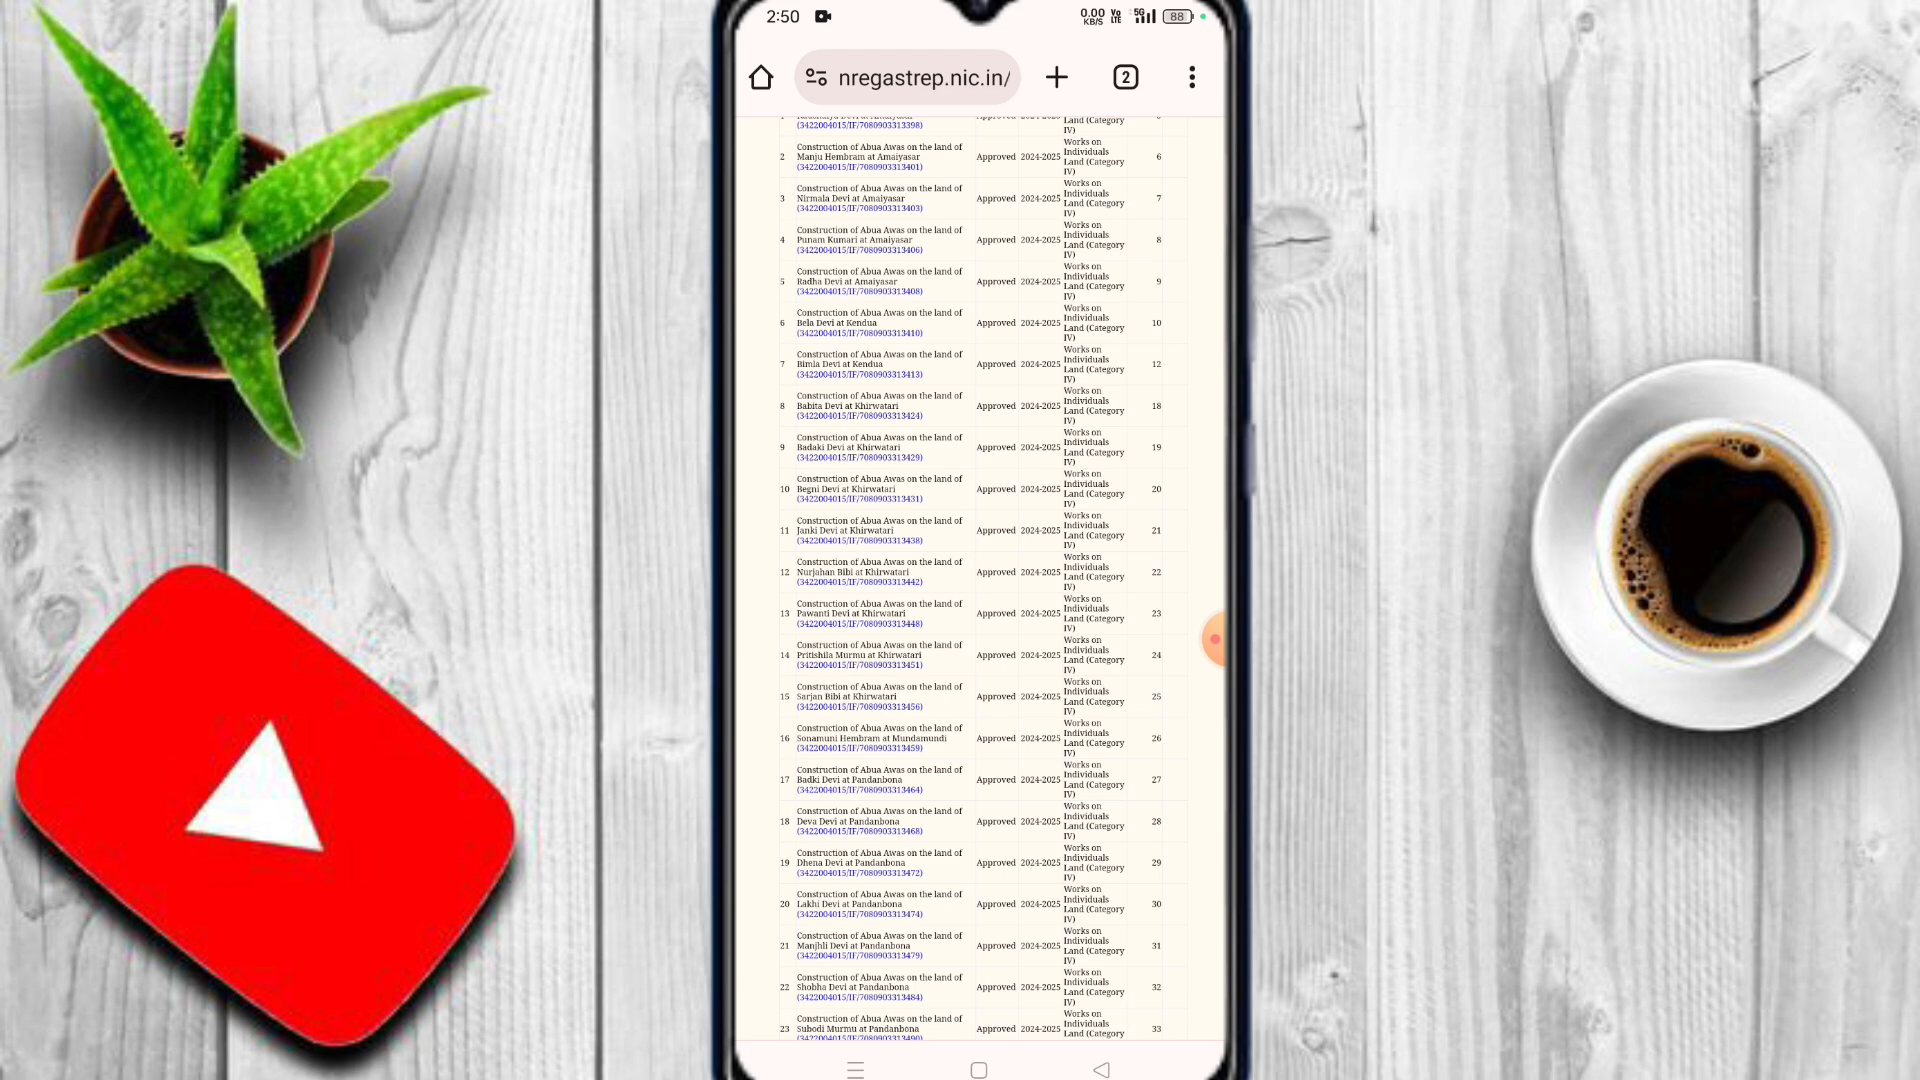 2:50
0.00 KB/S Vo LTE 5G 88
nregastrep.nic.in/
2
(3422004015/IF/7080903313398) Land (Category IV)
2 Construction of Abua Awas on the land of Manju Hembram at Amaiyasar (3422004015/IF/7080903313401) Approved 2024-2025 Works on Individuals Land (Category IV) 6
3 Construction of Abua Awas on the land of Nirmala Devi at Amaiyasar (3422004015/IF/7080903313403) Approved 2024-2025 Works on Individuals Land (Category IV) 7
4 Construction of Abua Awas on the land of Punam Kumari at Amaiyasar (3422004015/IF/7080903313406) Approved 2024-2025 Works on Individuals Land (Category IV) 8
5 Construction of Abua Awas on the land of Radha Devi at Amaiyasar (3422004015/IF/7080903313408) Approved 2024-2025 Works on Individuals Land (Category IV) 9
6 Construction of Abua Awas on the land of Bela Devi at Kendua (3422004015/IF/7080903313410) Approved 2024-2025 Works on Individuals Land (Category IV) 10
7 Construction of Abua Awas on the land of Bimla Devi at Kendua (3422004015/IF/7080903313413) Approved 2024-2025 Works on Individuals Land (Category IV) 12
8 Construction of Abua Awas on the land of Babita Devi at Khirwatari (3422004015/IF/7080903313424) Approved 2024-2025 Works on Individuals Land (Category IV) 18
9 Construction of Abua Awas on the land of Badaki Devi at Khirwatari (3422004015/IF/7080903313429) Approved 2024-2025 Works on Individuals Land (Category IV) 19
10 Construction of Abua Awas on the land of Begni Devi at Khirwatari (3422004015/IF/7080903313431) Approved 2024-2025 Works on Individuals Land (Category IV) 20
11 Construction of Abua Awas on the land of Janki Devi at Khirwatari (3422004015/IF/7080903313438) Approved 2024-2025 Works on Individuals Land (Category IV) 21
12 Construction of Abua Awas on the land of Nurjahan Bibi at Khirwatari (3422004015/IF/7080903313442) Approved 2024-2025 Works on Individuals Land (Category IV) 22
13 Construction of Abua Awas on the land of Pawanti Devi at Khirwatari (3422004015/IF/7080903313448) Approved 2024-2025 Works on Individuals Land (Category IV) 23
14 Construction of Abua Awas on the land of Pritishila Murmu at Khirwatari (3422004015/IF/7080903313451) Approved 2024-2025 Works on Individuals Land (Category IV) 24
15 Construction of Abua Awas on the land of Sarjan Bibi at Khirwatari (3422004015/IF/7080903313456) Approved 2024-2025 Works on Individuals Land (Category IV) 25
16 Construction of Abua Awas on the land of Sonamuni Hembram at Mundamundi (3422004015/IF/7080903313459) Approved 2024-2025 Works on Individuals Land (Category IV) 26
17 Construction of Abua Awas on the land of Badki Devi at Pandanbona (3422004015/IF/7080903313464) Approved 2024-2025 Works on Individuals Land (Category IV) 27
18 Construction of Abua Awas on the land of Deva Devi at Pandanbona (3422004015/IF/7080903313468) Approved 2024-2025 Works on Individuals Land (Category IV) 28
19 Construction of Abua Awas on the land of Dhena Devi at Pandanbona (3422004015/IF/7080903313472) Approved 2024-2025 Works on Individuals Land (Category IV) 29
20 Construction of Abua Awas on the land of Lakhi Devi at Pandanbona (3422004015/IF/7080903313474) Approved 2024-2025 Works on Individuals Land (Category IV) 30
21 Construction of Abua Awas on the land of Manjhli Devi at Pandanbona (3422004015/IF/7080903313479) Approved 2024-2025 Works on Individuals Land (Category IV) 31
22 Construction of Abua Awas on the land of Shobha Devi at Pandanbona (3422004015/IF/7080903313484) Approved 2024-2025 Works on Individuals Land (Category IV) 32
23 Construction of Abua Awas on the land of Subodi Murmu at Pandanbona (3422004015/IF/7080903313490) Approved 2024-2025 Works on Individuals Land (Category 33